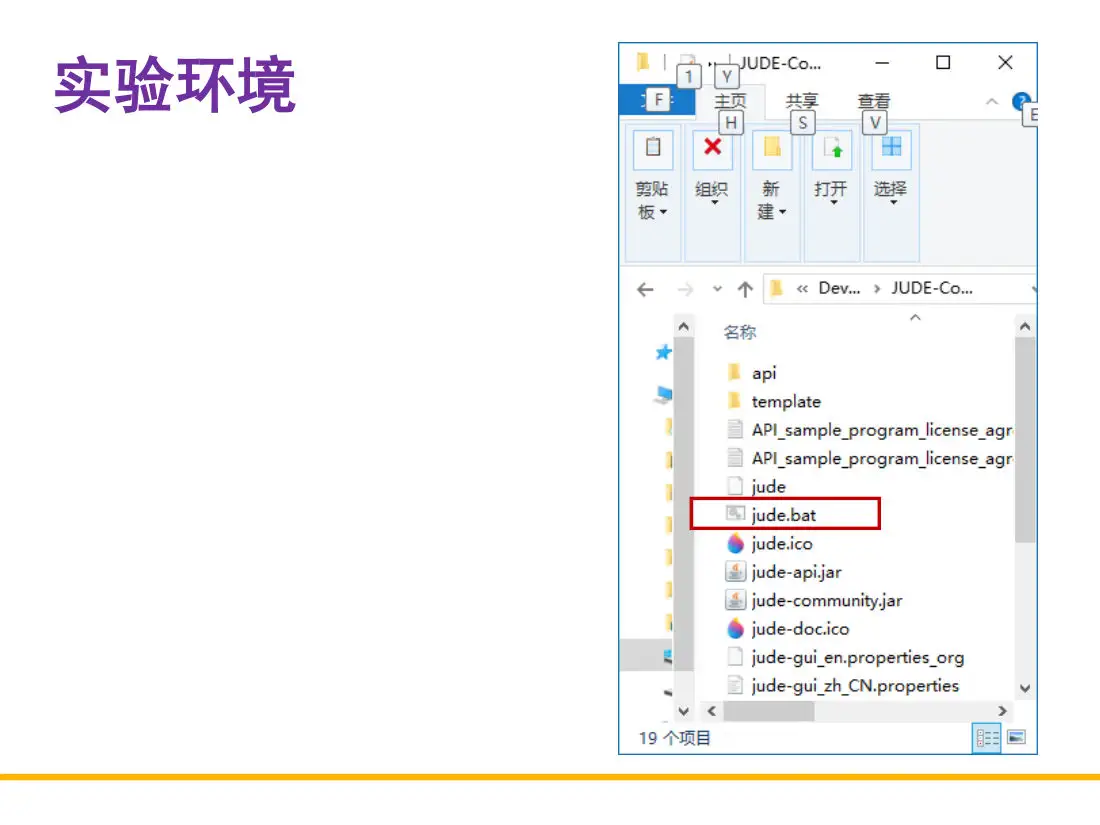 实验环境
JUDE-Co...
1
Y
F
主页
共享
查看
H
S
V
E
剪贴板
组织
新建
打开
选择
« Dev... › JUDE-Co...
名称
api
template
API_sample_program_license_agr
API_sample_program_license_agr
jude
jude.bat
jude.ico
jude-api.jar
jude-community.jar
jude-doc.ico
jude-gui_en.properties_org
jude-gui_zh_CN.properties
19 个项目